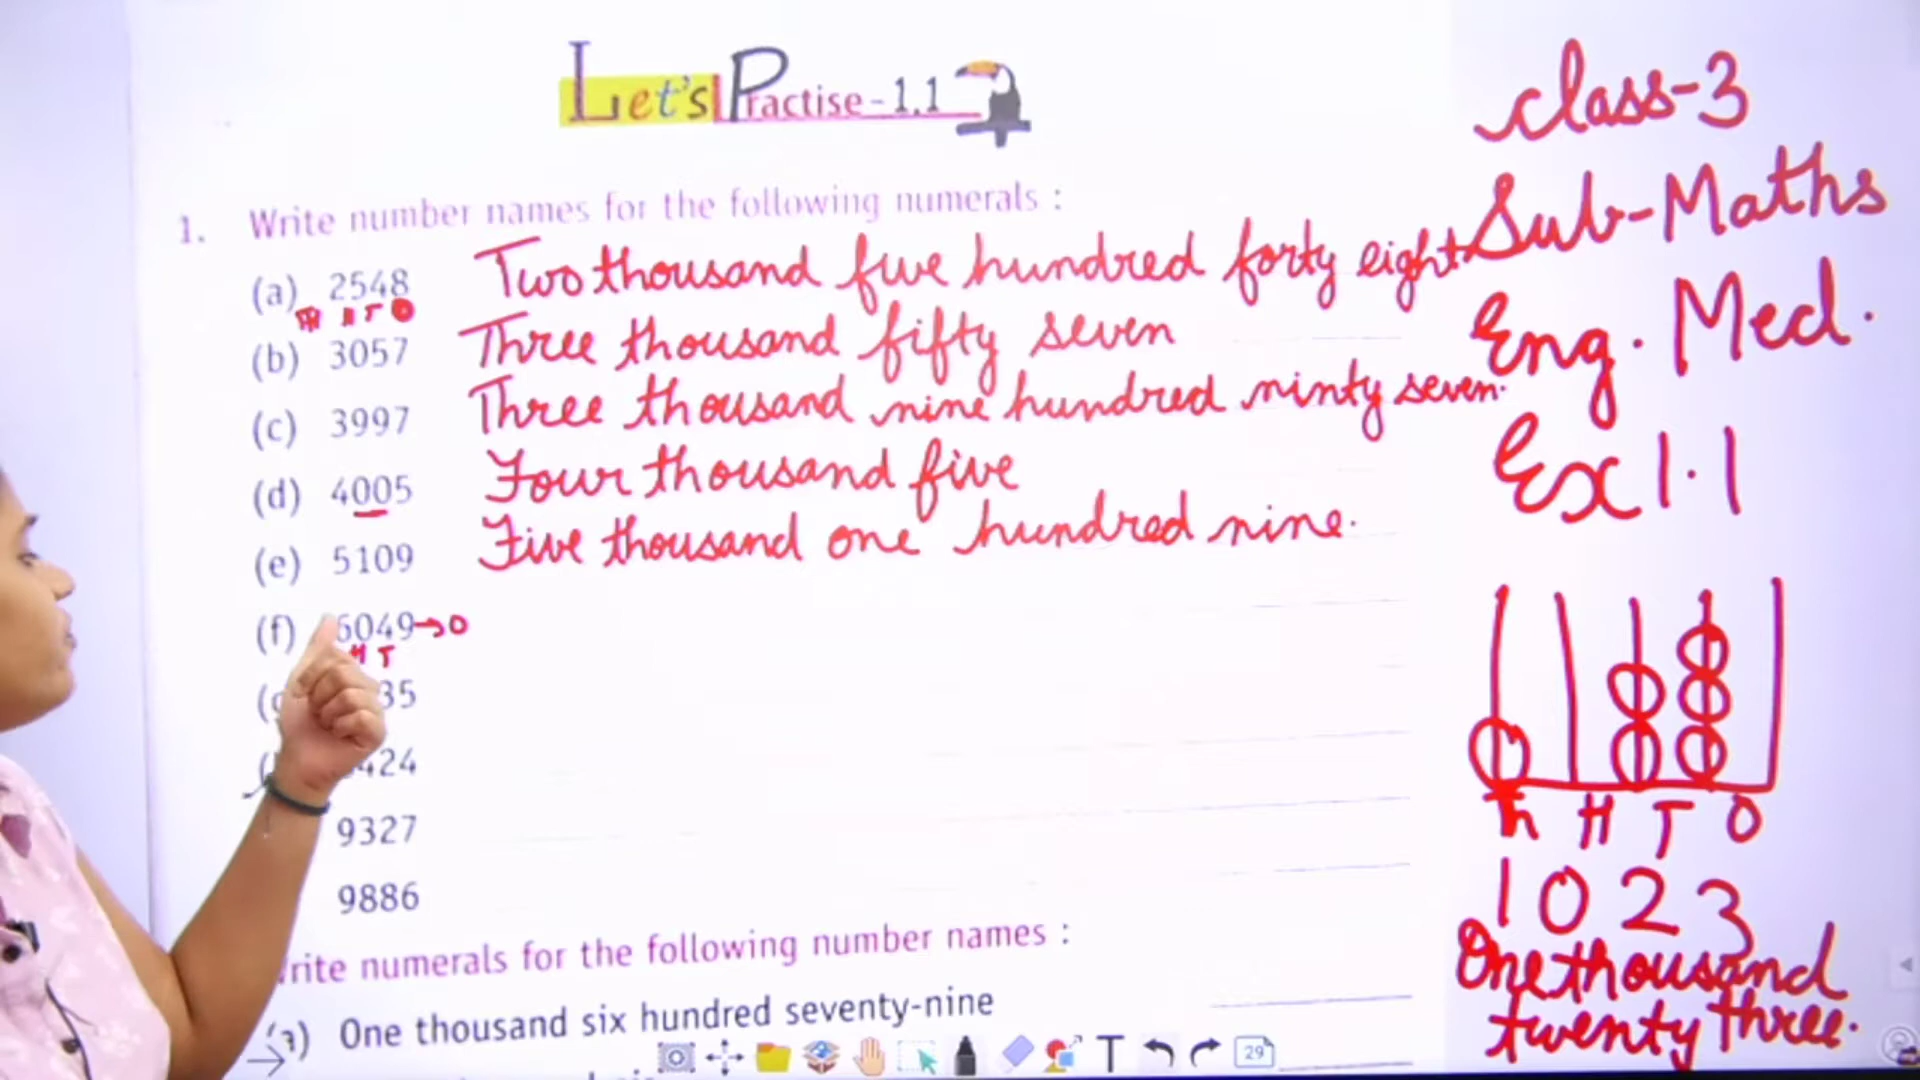 Let's Practise - 1.1
1. Write number names for the following numerals :
(a) 2548 Two thousand five hundred forty eight
Th H T O
(b) 3057 Three thousand fifty seven
(c) 3997 Three thousand nine hundred ninty seven.
(d) 4005 Four thousand five
(e) 5109 Five thousand one hundred nine.
(f) 6049→O
H T
35
424
9327
9886
rite numerals for the following number names :
a) One thousand six hundred seventy-nine
class-3
Sub-Maths
Eng. Med.
Ex 1.1
Th H T O
1 0 2 3
One thousand
twenty three.
T 29